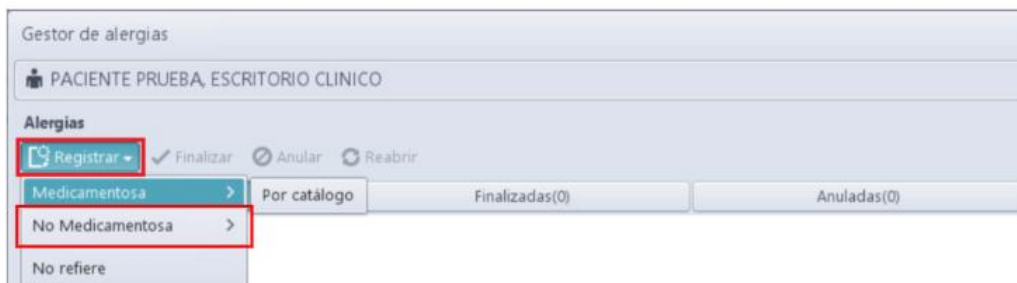 Gestor de alergias
PACIENTE PRUEBA, ESCRITORIO CLINICO
Alergias
Registrar Finalizar Anular Reabrir
Medicamentosa > Por catálogo Finalizadas(0) Anuladas(0)
No Medicamentosa >
No refiere